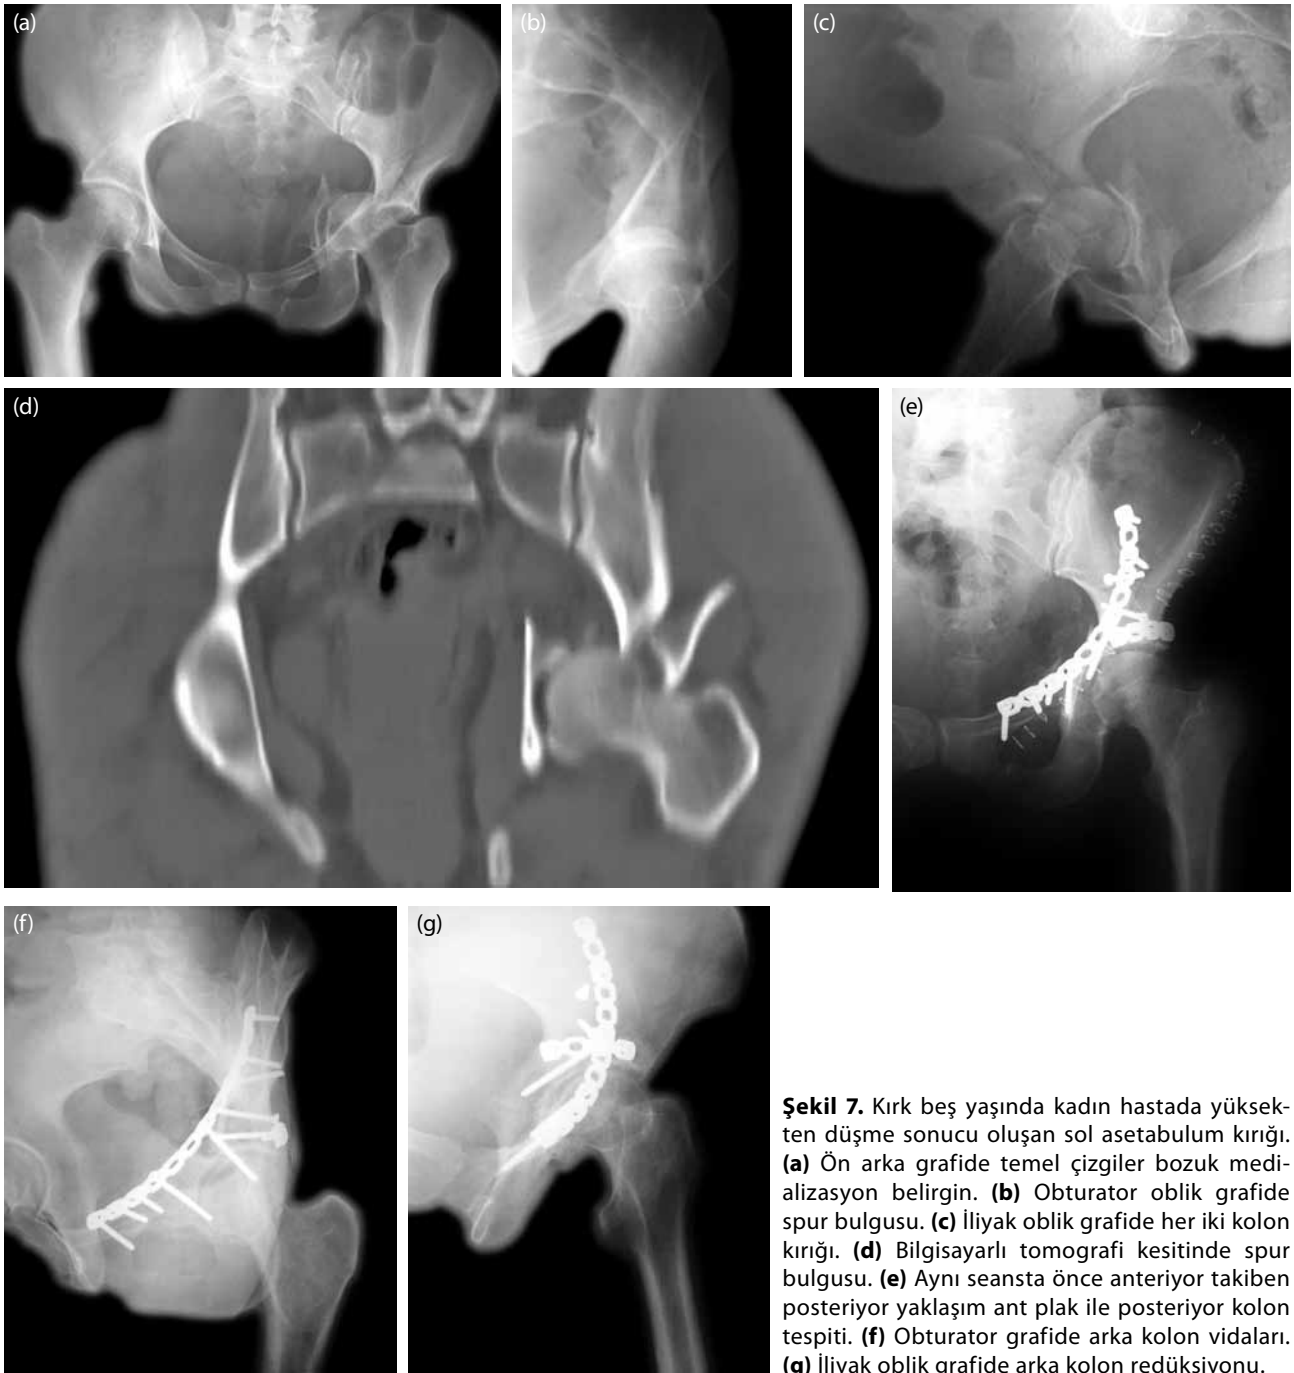 (a)
(b)
(c)
(d)
(e)
(f)
(g)
Şekil 7. Kırk beş yaşında kadın hastada yüksek-
ten düşme sonucu oluşan sol asetabulum kırığı.
(a) Ön arka grafide temel çizgiler bozuk medi-
alizasyon belirgin. (b) Obturator oblik grafide
spur bulgusu. (c) İliyak oblik grafide her iki kolon
kırığı. (d) Bilgisayarlı tomografi kesitinde spur
bulgusu. (e) Aynı seansta önce anteriyor takiben
posteriyor yaklaşım ant plak ile posteriyor kolon
tespiti. (f) Obturator grafide arka kolon vidaları.
(g) İliyak oblik grafide arka kolon redüksiyonu.